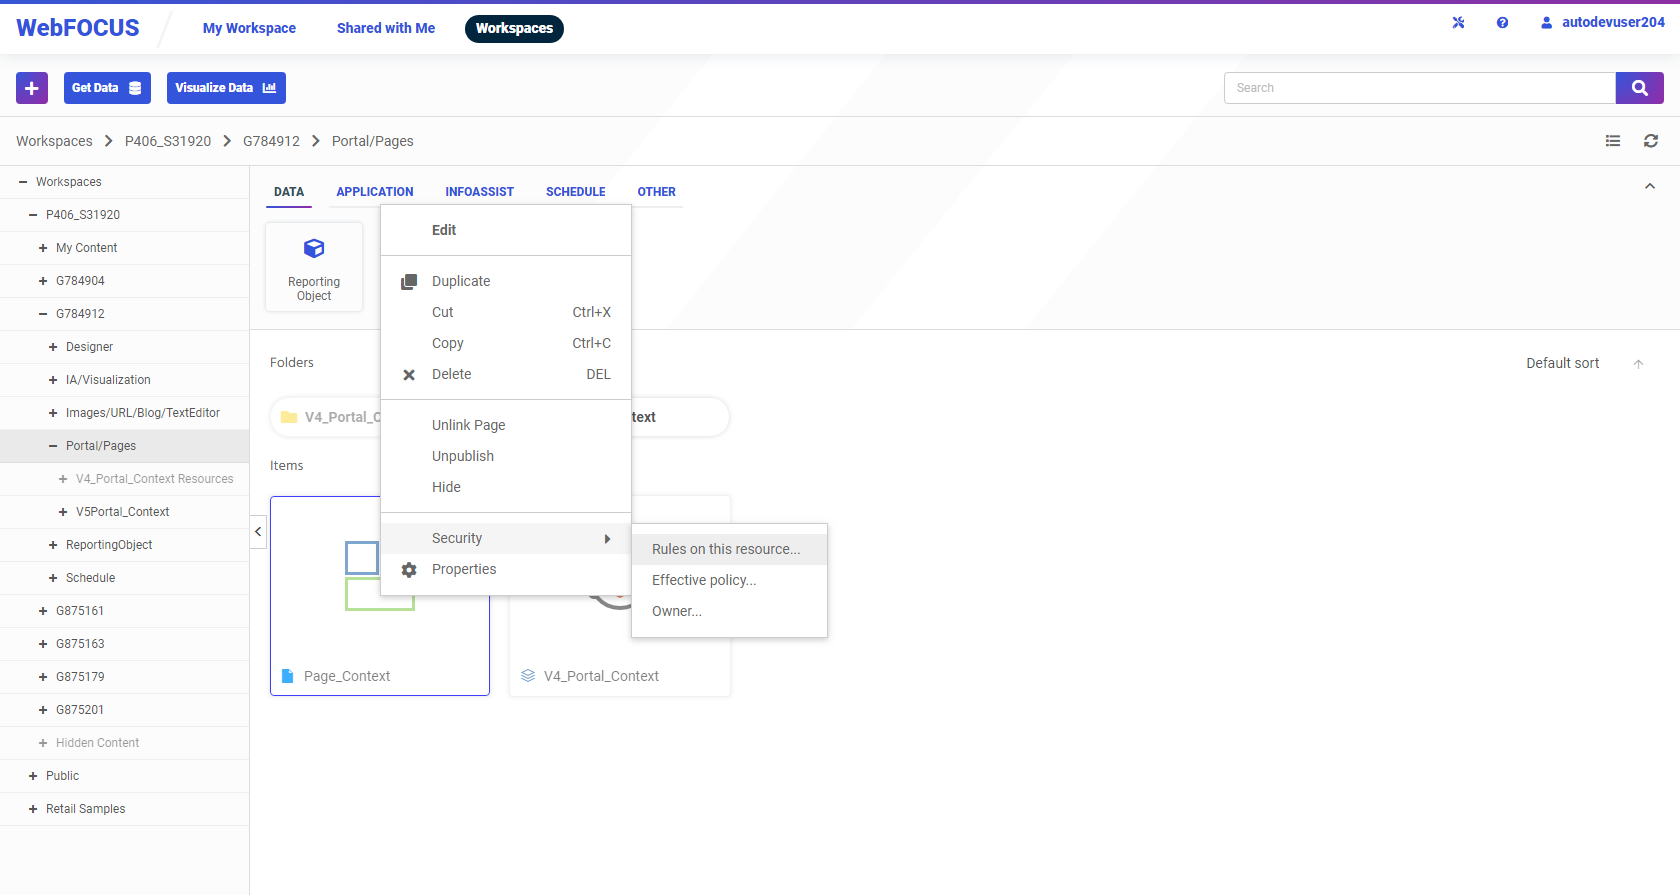 WebFOCUS
My Workspace
Shared with Me
Workspaces
autodevuser204
Get Data
Visualize Data
Search
Workspaces
P406_S31920
G784912
Portal/Pages
Workspaces
P406_S31920
My Content
G784904
G784912
Designer
IA/Visualization
Images/URL/Blog/TextEditor
Portal/Pages
V4_Portal_Context Resources
V5Portal_Context
ReportingObject
Schedule
G875161
G875163
G875179
G875201
Hidden Content
Public
Retail Samples
DATA
APPLICATION
INFOASSIST
SCHEDULE
OTHER
Reporting
Object
Folders
Default sort
V4_Portal_C
text
Items
Page_Context
V4_Portal_Context
Edit
Duplicate
Cut Ctrl+X
Copy Ctrl+C
Delete DEL
Unlink Page
Unpublish
Hide
Security
Properties
Rules on this resource...
Effective policy...
Owner...